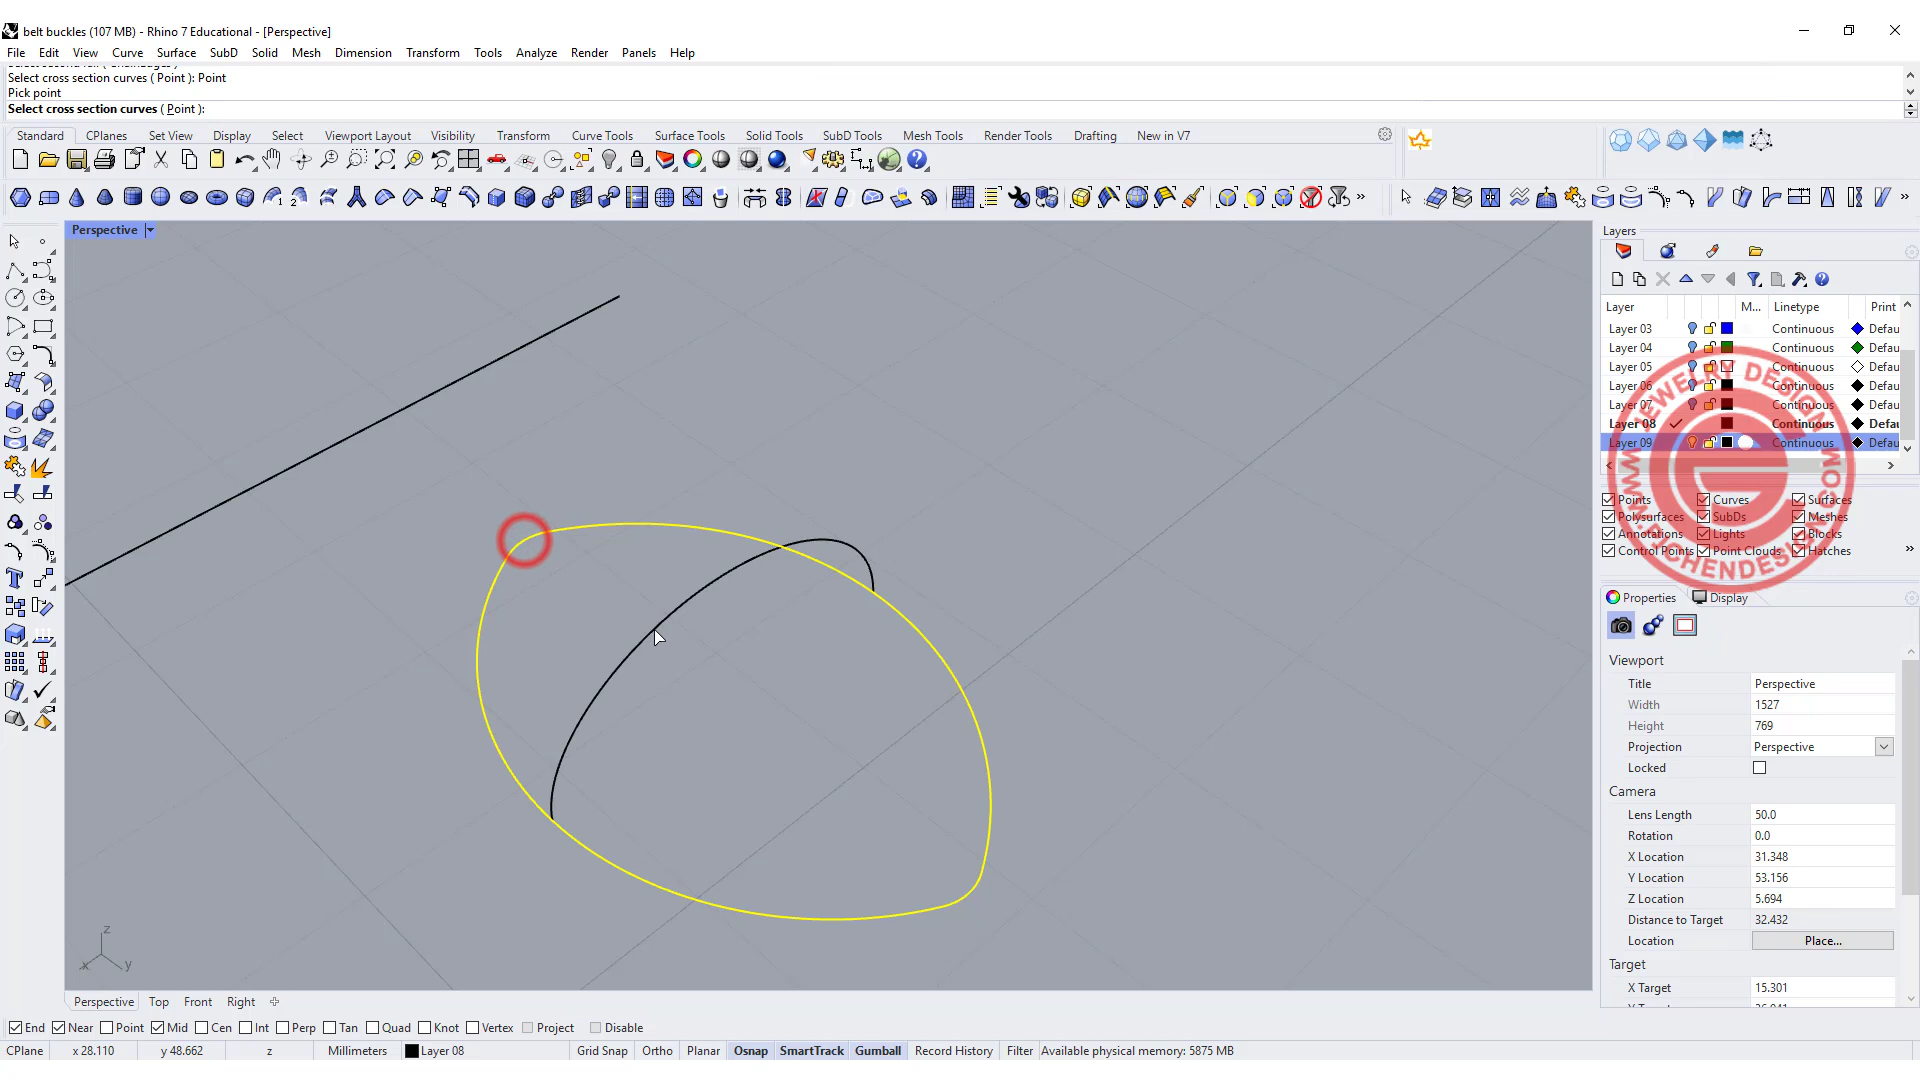 belt buckles (107 MB) - Rhino 7 Educational - [Perspective]
File Edit View Curve Surface SubD Solid Mesh Dimension Transform Tools Analyze Render Panels Help
Select cross section curves ( Point ): Point
Pick point
Select cross section curves ( Point ):
Standard CPlanes Set View Display Select Viewport Layout Visibility Transform Curve Tools Surface Tools Solid Tools SubD Tools Mesh Tools Render Tools Drafting New in V7
Perspective
Layers
Layer M... Linetype Print
Layer 03 Continuous Defau
Layer 04 Continuous Defau
Layer 05 Continuous Defau
Layer 06 Continuous Defau
Layer 07 Continuous Defau
Layer 08 Continuous Defau
Layer 09 Continuous Defau
JEWELRY DESIGN WWW.PJCHENDESIGN.COM
Points Curves Surfaces
Polysurfaces SubDs Meshes
Annotations Lights Blocks
Control Points Point Clouds Hatches
Properties Display
Viewport
Title Perspective
Width 1527
Height 769
Projection Perspective
Locked
Camera
Lens Length 50.0
Rotation 0.0
X Location 31.348
Y Location 53.156
Z Location 5.694
Distance to Target 32.432
Location Place...
Target
X Target 15.301
z
x y
Perspective Top Front Right
End Near Point Mid Cen Int Perp Tan Quad Knot Vertex Project Disable
CPlane x 28.110 y 48.662 z Millimeters Layer 08 Grid Snap Ortho Planar Osnap SmartTrack Gumball Record History Filter Available physical memory: 5875 MB